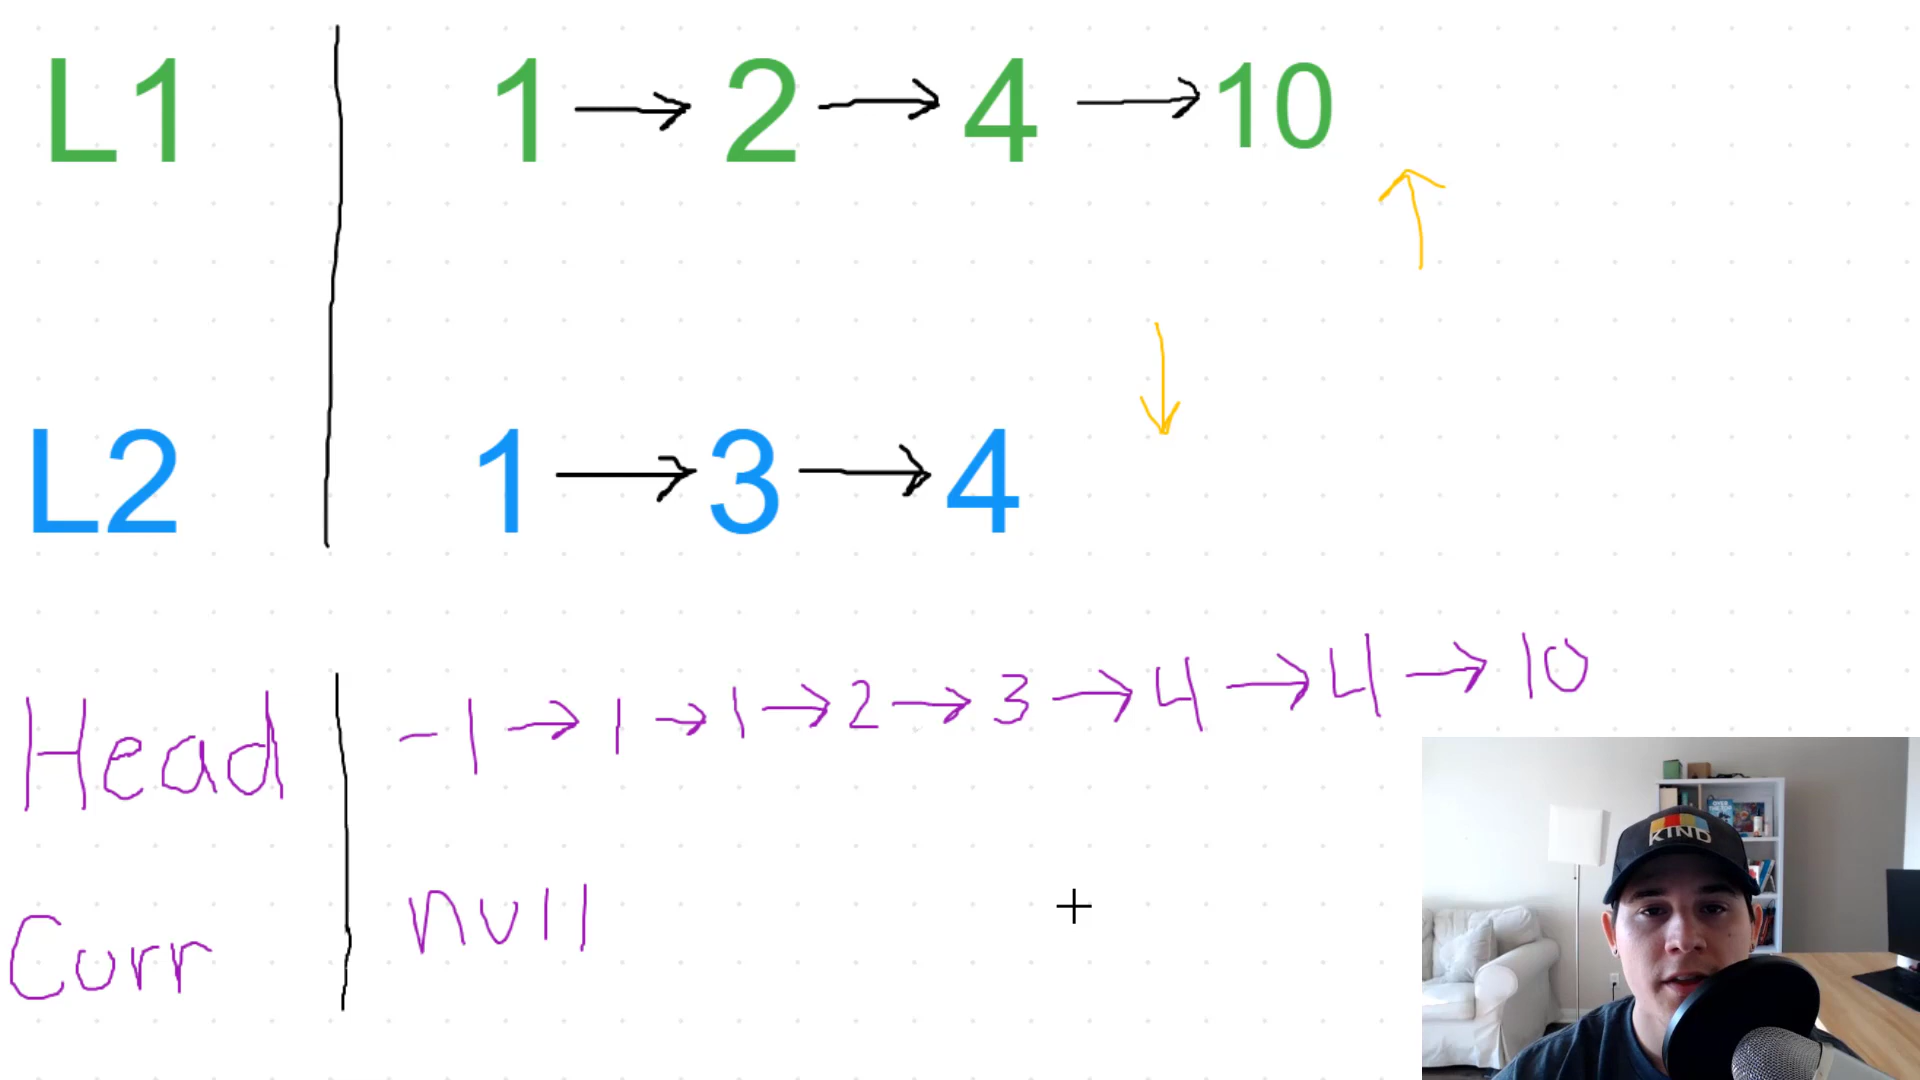 L1 1 → 2 → 4 → 10
L2 1 → 3 → 4
Head -1 → 1 → 1 → 2 → 3 → 4 → 4 → 10
Curr null
KIND